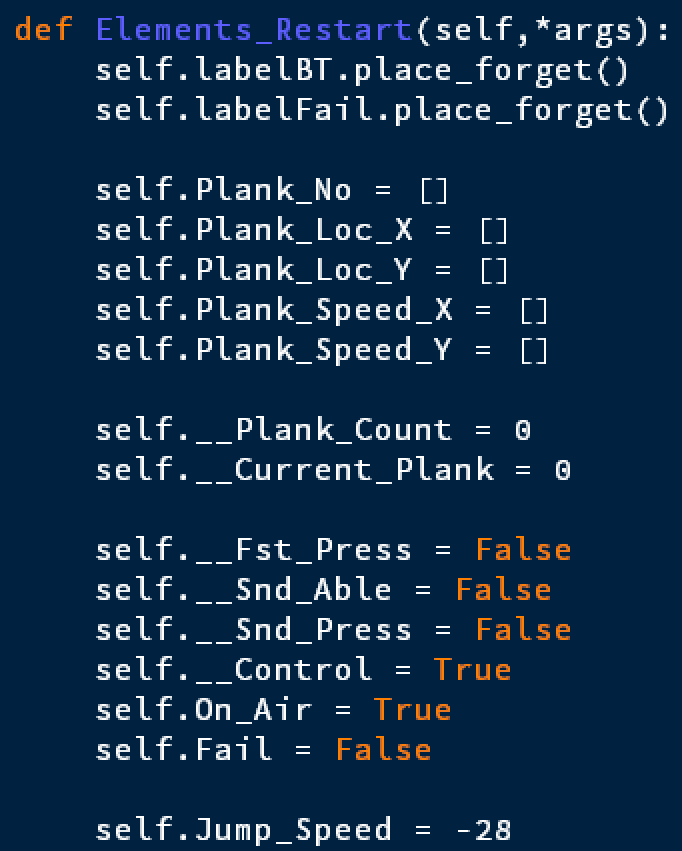 def Elements_Restart(self,*args):
    self.labelBT.place_forget()
    self.labelFail.place_forget()

    self.Plank_No = []
    self.Plank_Loc_X = []
    self.Plank_Loc_Y = []
    self.Plank_Speed_X = []
    self.Plank_Speed_Y = []

    self.__Plank_Count = 0
    self.__Current_Plank = 0

    self.__Fst_Press = False
    self.__Snd_Able = False
    self.__Snd_Press = False
    self.__Control = True
    self.On_Air = True
    self.Fail = False

    self.Jump_Speed = -28